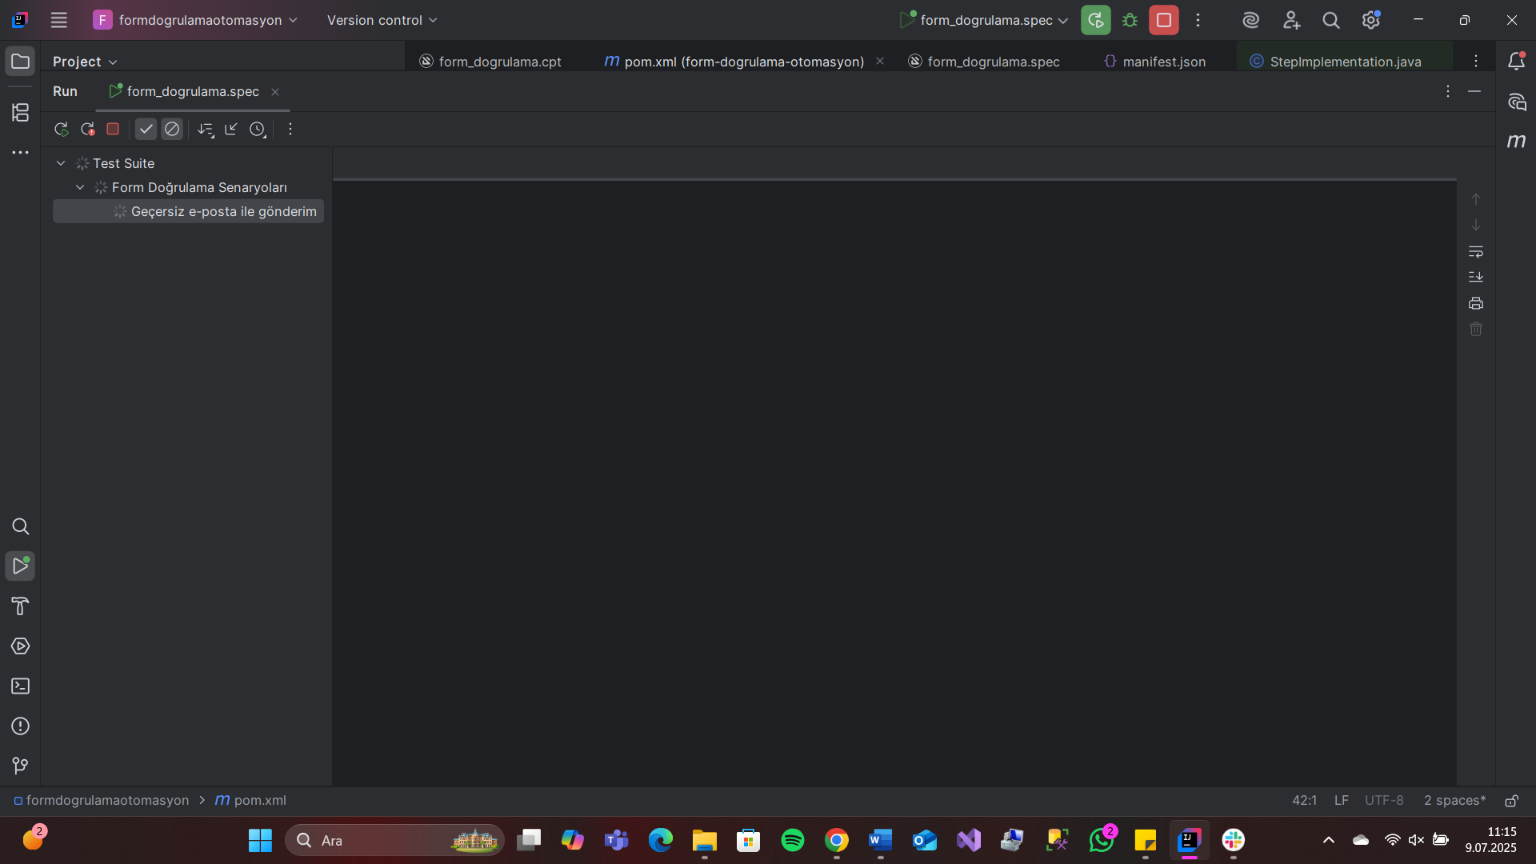 F formdogrulamaotomasyon Version control form_dogrulama.spec
Project form_dogrulama.cpt m pom.xml (form-dogrulama-otomasyon) form_dogrulama.spec {} manifest.json © StepImplementation.java
Run form_dogrulama.spec
m
Test Suite
Form Doğrulama Senaryoları
Geçersiz e-posta ile gönderim
formdogrulamaotomasyon > m pom.xml 42:1 LF UTF-8 2 spaces*
2 Ara 2 11:15
9.07.2025